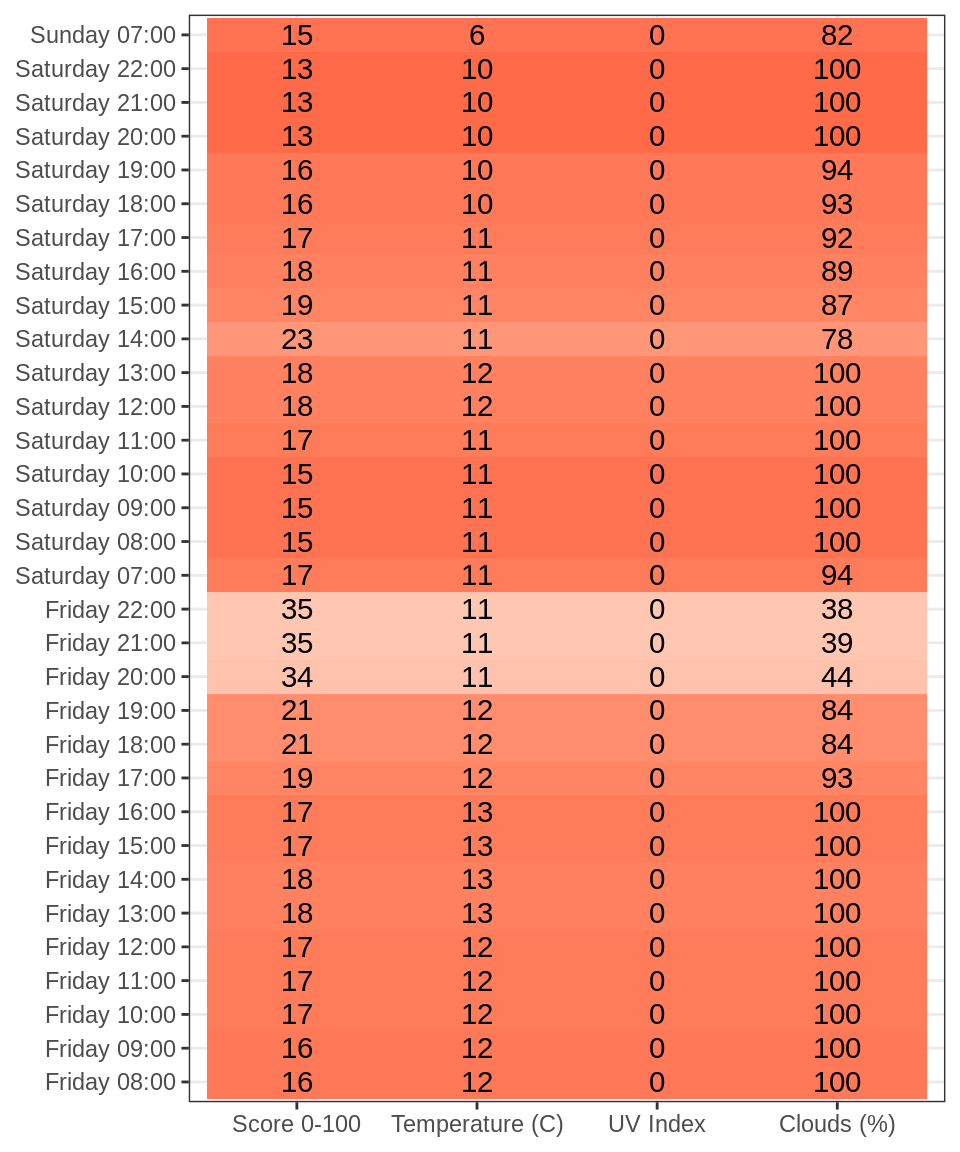 Sunday 07:00 15 6 0 82
Saturday 22:00 13 10 0 100
Saturday 21:00 13 10 0 100
Saturday 20:00 13 10 0 100
Saturday 19:00 16 10 0 94
Saturday 18:00 16 10 0 93
Saturday 17:00 17 11 0 92
Saturday 16:00 18 11 0 89
Saturday 15:00 19 11 0 87
Saturday 14:00 23 11 0 78
Saturday 13:00 18 12 0 100
Saturday 12:00 18 12 0 100
Saturday 11:00 17 11 0 100
Saturday 10:00 15 11 0 100
Saturday 09:00 15 11 0 100
Saturday 08:00 15 11 0 100
Saturday 07:00 17 11 0 94
Friday 22:00 35 11 0 38
Friday 21:00 35 11 0 39
Friday 20:00 34 11 0 44
Friday 19:00 21 12 0 84
Friday 18:00 21 12 0 84
Friday 17:00 19 12 0 93
Friday 16:00 17 13 0 100
Friday 15:00 17 13 0 100
Friday 14:00 18 13 0 100
Friday 13:00 18 13 0 100
Friday 12:00 17 12 0 100
Friday 11:00 17 12 0 100
Friday 10:00 17 12 0 100
Friday 09:00 16 12 0 100
Friday 08:00 16 12 0 100
Score 0-100 Temperature (C) UV Index Clouds (%)